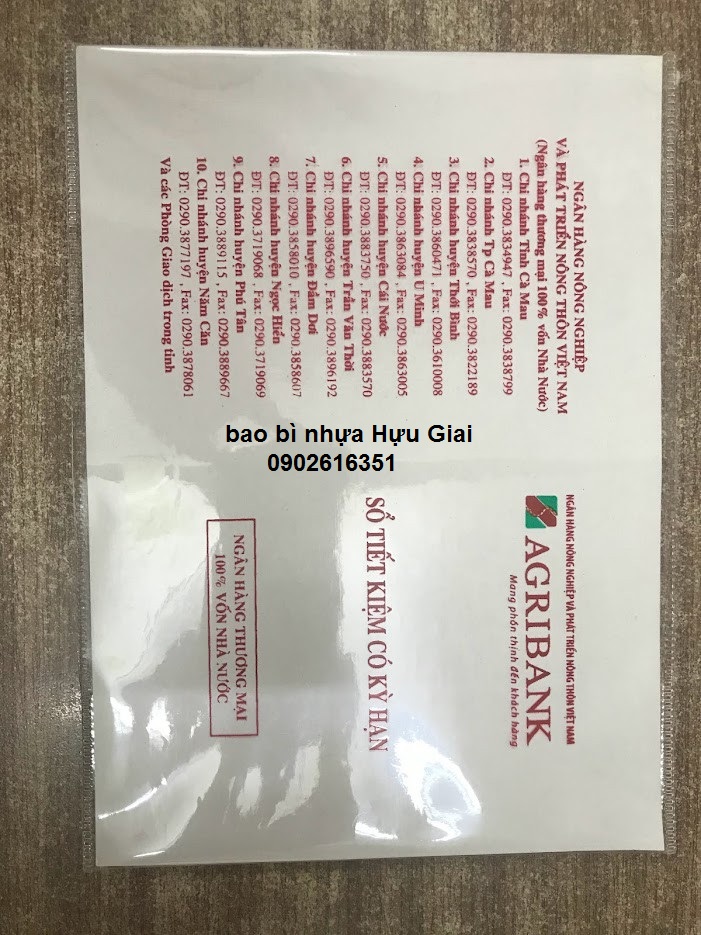 NGÂN HÀNG NÔNG NGHIỆP
VÀ PHÁT TRIỂN NÔNG THÔN VIỆT NAM
(Ngân hàng thương mại 100% vốn Nhà Nước)
1. Chi nhánh Tỉnh Cà Mau
ĐT: 0290.3834947 , Fax: 0290.3838799
2. Chi nhánh Tp Cà Mau
ĐT: 0290.3838570 , Fax: 0290.3822189
3. Chi nhánh huyện Thới Bình
ĐT: 0290.3860471 , Fax: 0290.3610008
4. Chi nhánh huyện U Minh
ĐT: 0290.3863084 , Fax: 0290.3863005
5. Chi nhánh huyện Cái Nước
ĐT: 0290.3883750 , Fax: 0290.3883570
6. Chi nhánh huyện Trần Văn Thời
ĐT: 0290.3896590 , Fax: 0290.3896192
7. Chi nhánh huyện Đầm Dơi
ĐT: 0290.3858010 , Fax: 0290.3858607
8. Chi nhánh huyện Ngọc Hiển
ĐT: 0290.3719068 , Fax: 0290.3719069
9. Chi nhánh huyện Phú Tân
ĐT: 0290.3889115 , Fax: 0290.3889667
10. Chi nhánh huyện Năm Căn
ĐT: 0290.3877197 , Fax: 0290.3878061
Và các Phòng Giao dịch trong tỉnh
bao bì nhựa Hựu Giai
0902616351
NGÂN HÀNG NÔNG NGHIỆP VÀ PHÁT TRIỂN NÔNG THÔN VIỆT NAM
AGRIBANK
Mang phồn thịnh đến khách hàng
SỔ TIẾT KIỆM CÓ KỲ HẠN
NGÂN HÀNG THƯƠNG MẠI
100% VỐN NHÀ NƯỚC